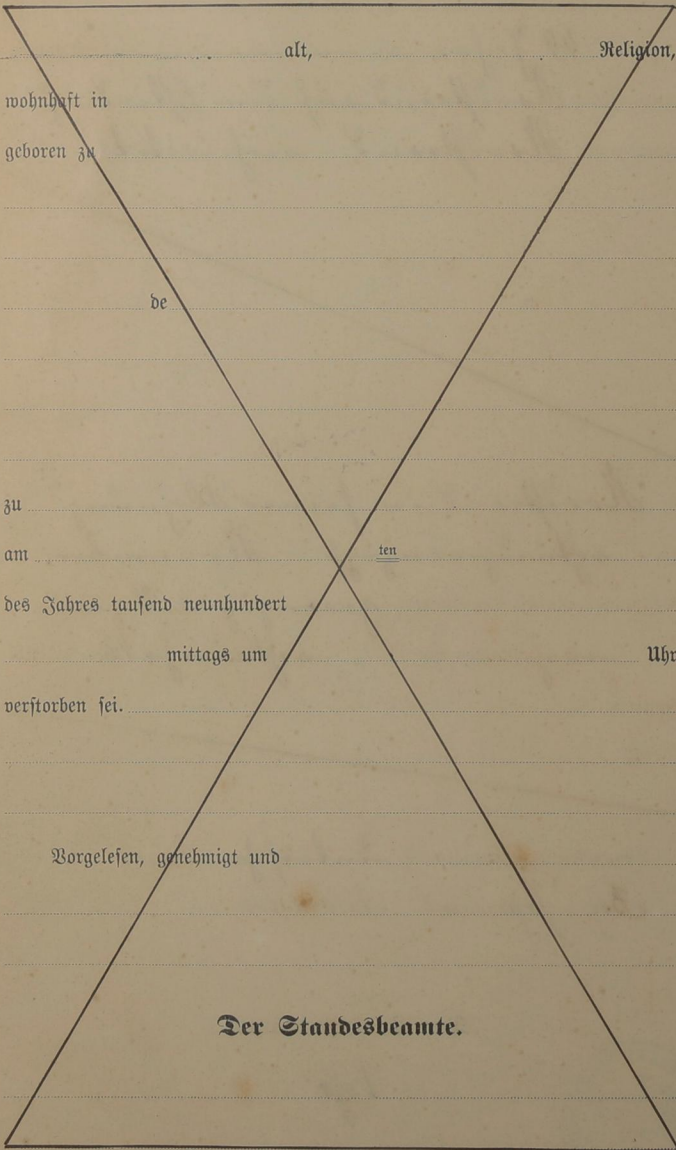 alt, Religion,
wohnhaft in
geboren zu
de
zu
am ten
des Jahres tausend neunhundert
mittags um Uhr
verstorben sei.
Vorgelesen, genehmigt und
Der Standesbeamte.